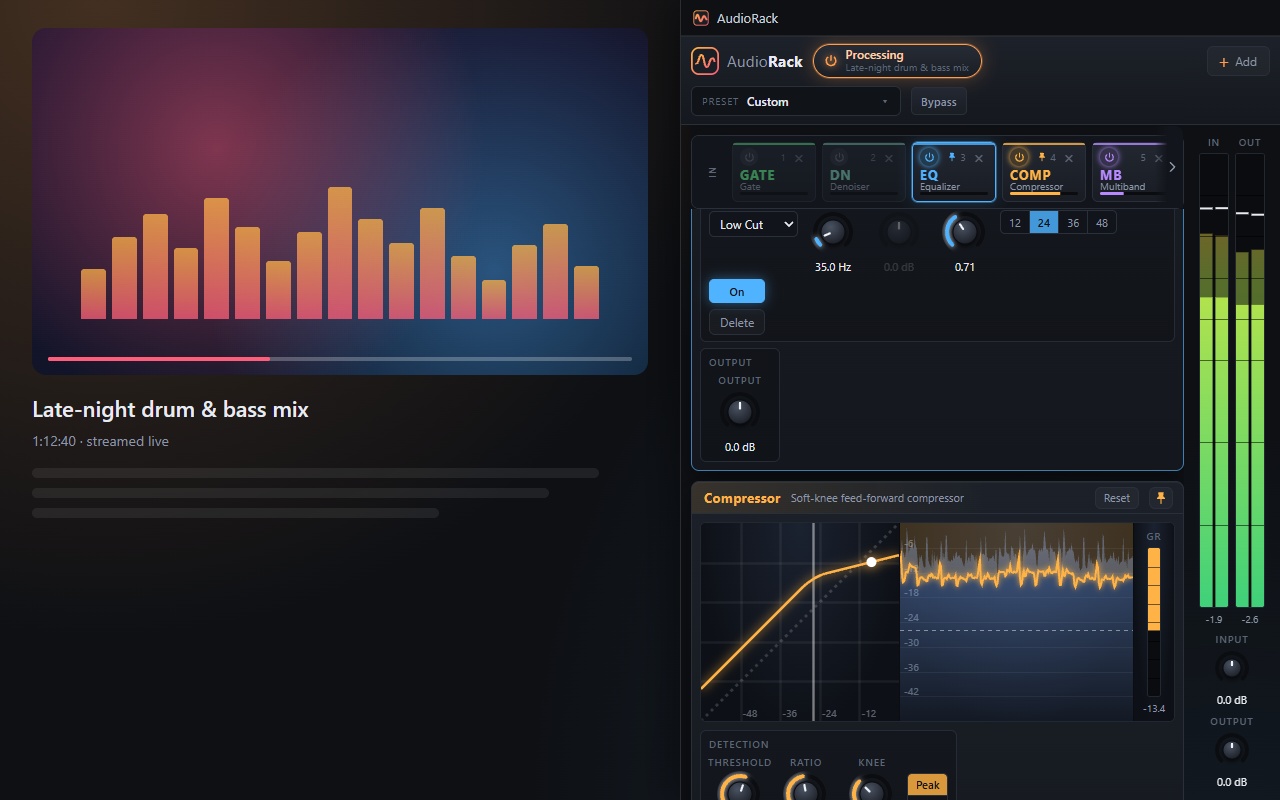 Late-night drum & bass mix
1:12:40 · streamed live
AudioRack
AudioRack
Processing
Late-night drum & bass mix
+ Add
PRESET Custom
Bypass
IN
1 ×
GATE
Gate
2 ×
DN
Denoiser
3 ×
EQ
Equalizer
4 ×
COMP
Compressor
5 ×
MB
Multiband
Low Cut
35.0 Hz
0.0 dB
0.71
12 24 36 48
On
Delete
OUTPUT
OUTPUT
0.0 dB
Compressor Soft-knee feed-forward compressor
Reset
-48 -36 -24 -12
-6
-18
-24
-30
-36
-42
GR
-13.4
DETECTION
THRESHOLD RATIO KNEE
Peak
IN OUT
-1.9 -2.6
INPUT
0.0 dB
OUTPUT
0.0 dB